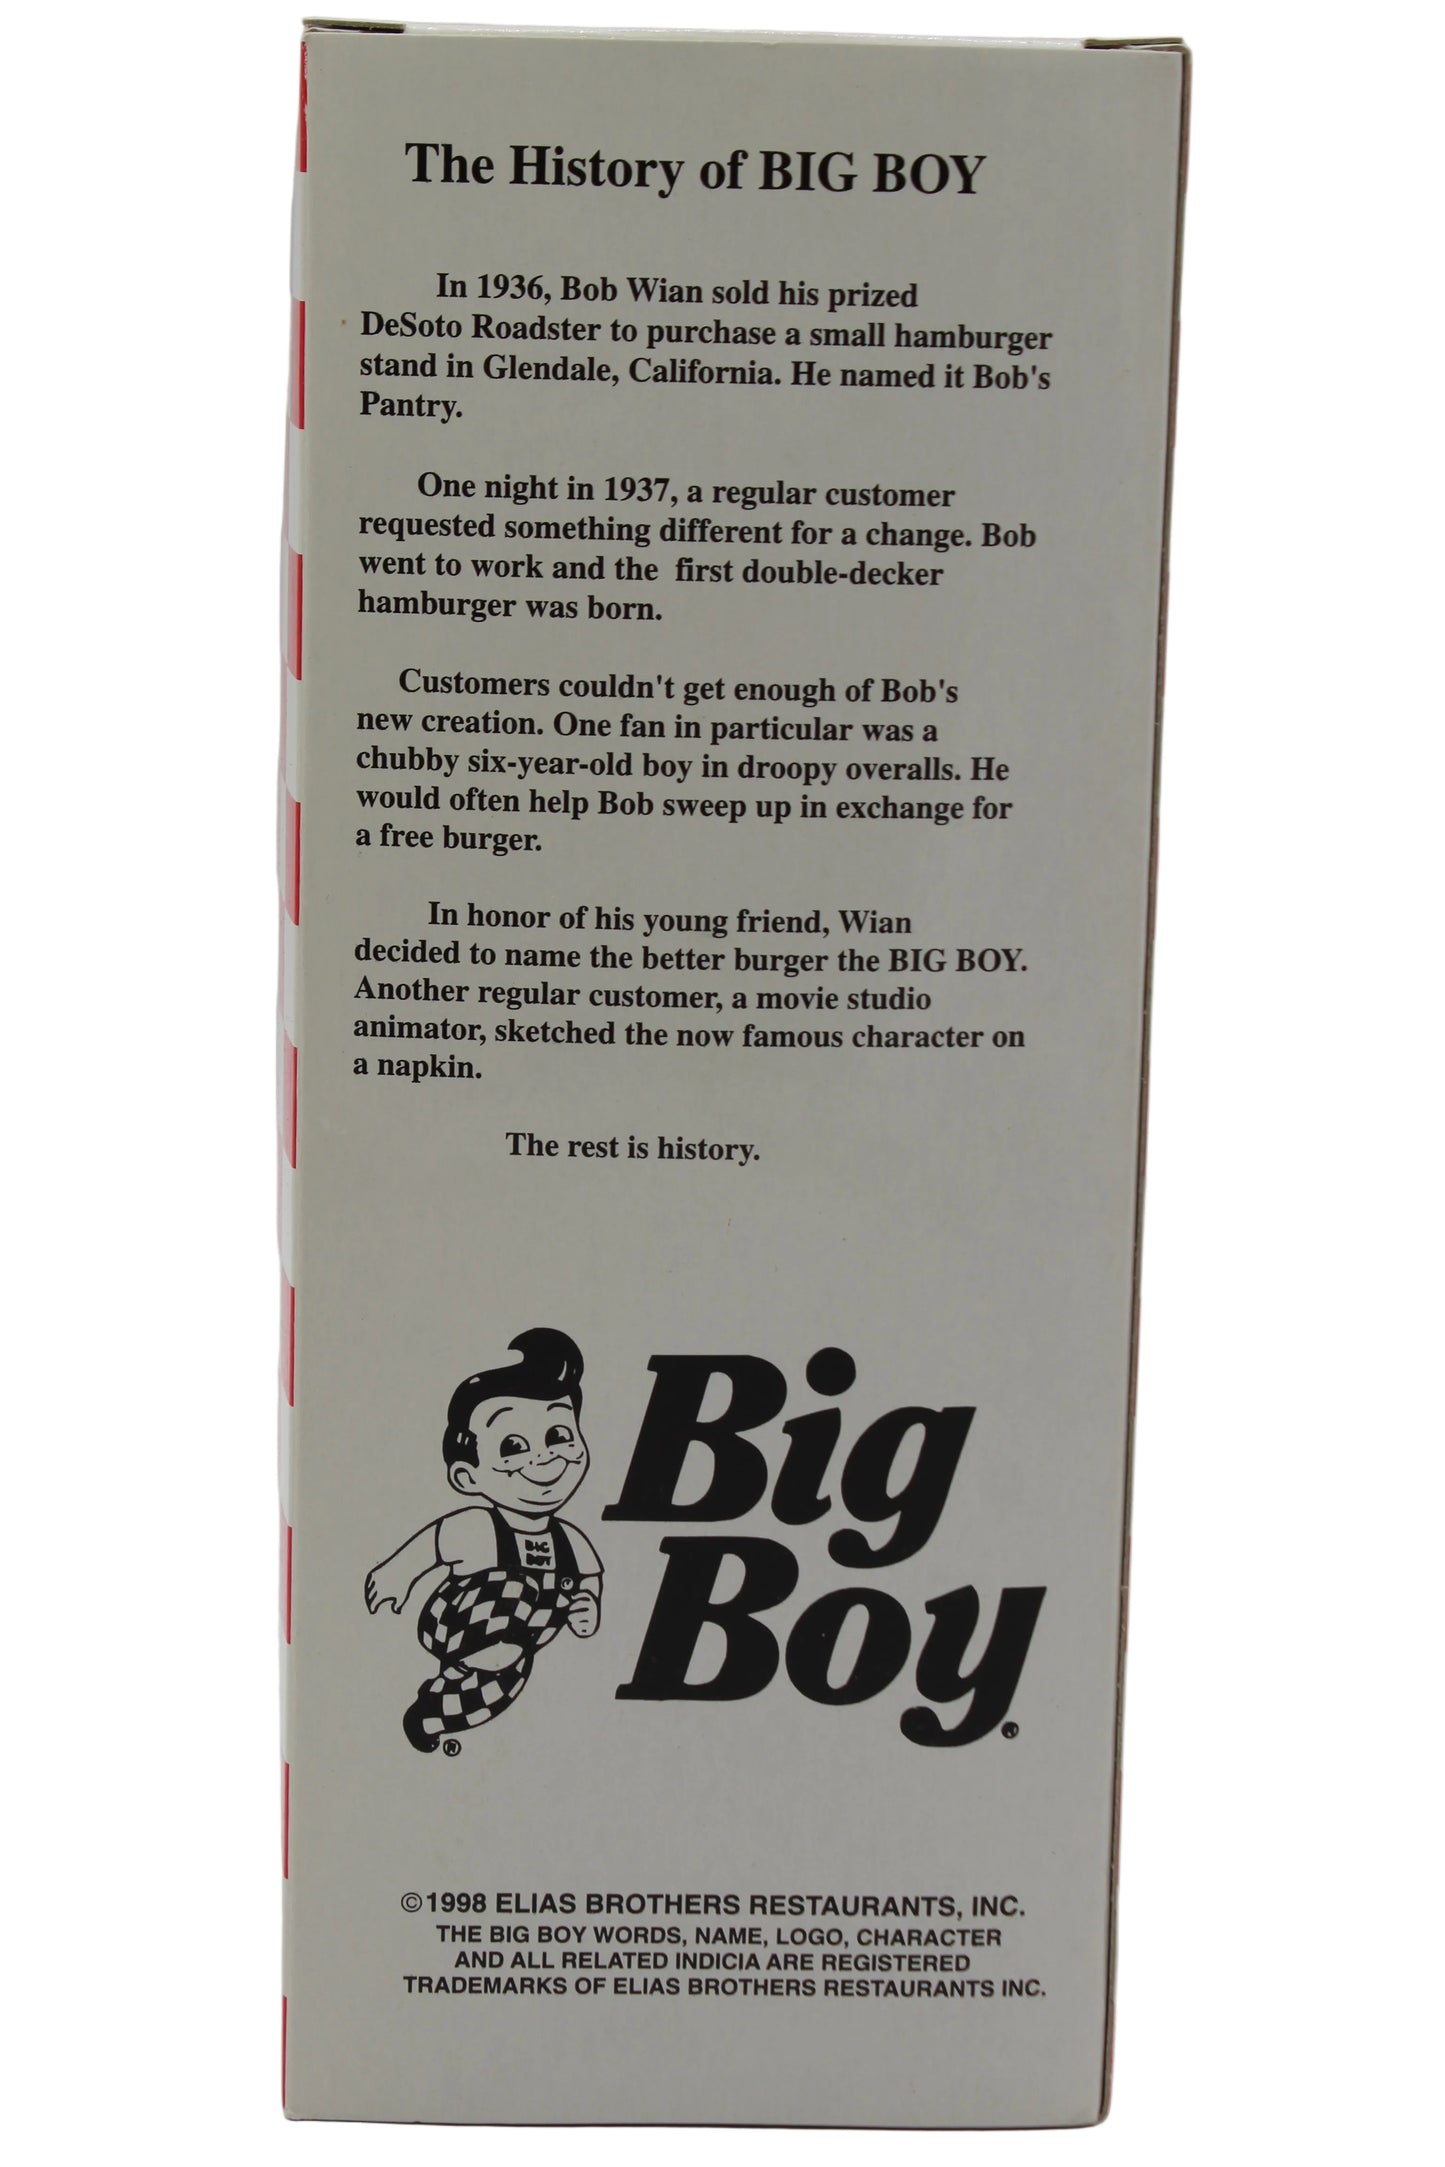 The History of BIG BOY
In 1936, Bob Wian sold his prized
DeSoto Roadster to purchase a small hamburger
stand in Glendale, California. He named it Bob's
Pantry.
One night in 1937, a regular customer
requested something different for a change. Bob
went to work and the first double-decker
hamburger was born.
Customers couldn't get enough of Bob's
new creation. One fan in particular was a
chubby six-year-old boy in droopy overalls. He
would often help Bob sweep up in exchange for
a free burger.
In honor of his young friend, Wian
decided to name the better burger the BIG BOY.
Another regular customer, a movie studio
animator, sketched the now famous character on
a napkin.
The rest is history.
BIG
BOY
®
Big
Boy®
©1998 ELIAS BROTHERS RESTAURANTS, INC.
THE BIG BOY WORDS, NAME, LOGO, CHARACTER
AND ALL RELATED INDICIA ARE REGISTERED
TRADEMARKS OF ELIAS BROTHERS RESTAURANTS INC.